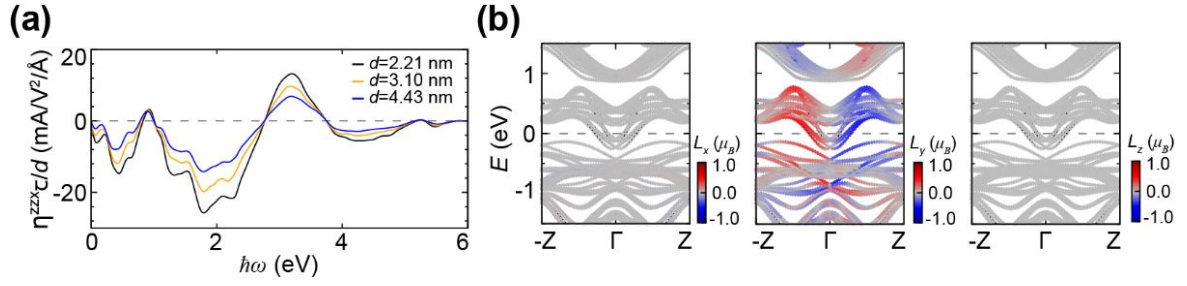 (a)
20
0
-20
η^zzx τ/d (mA/V²/Å)
d=2.21 nm
d=3.10 nm
d=4.43 nm
0
2
4
6
ħω (eV)
(b)
E (eV)
1
0
-1
-Z Γ Z
L_x (μ_B)
1.0
0.0
-1.0
-Z Γ Z
L_y (μ_B)
1.0
0.0
-1.0
-Z Γ Z
L_z (μ_B)
1.0
0.0
-1.0